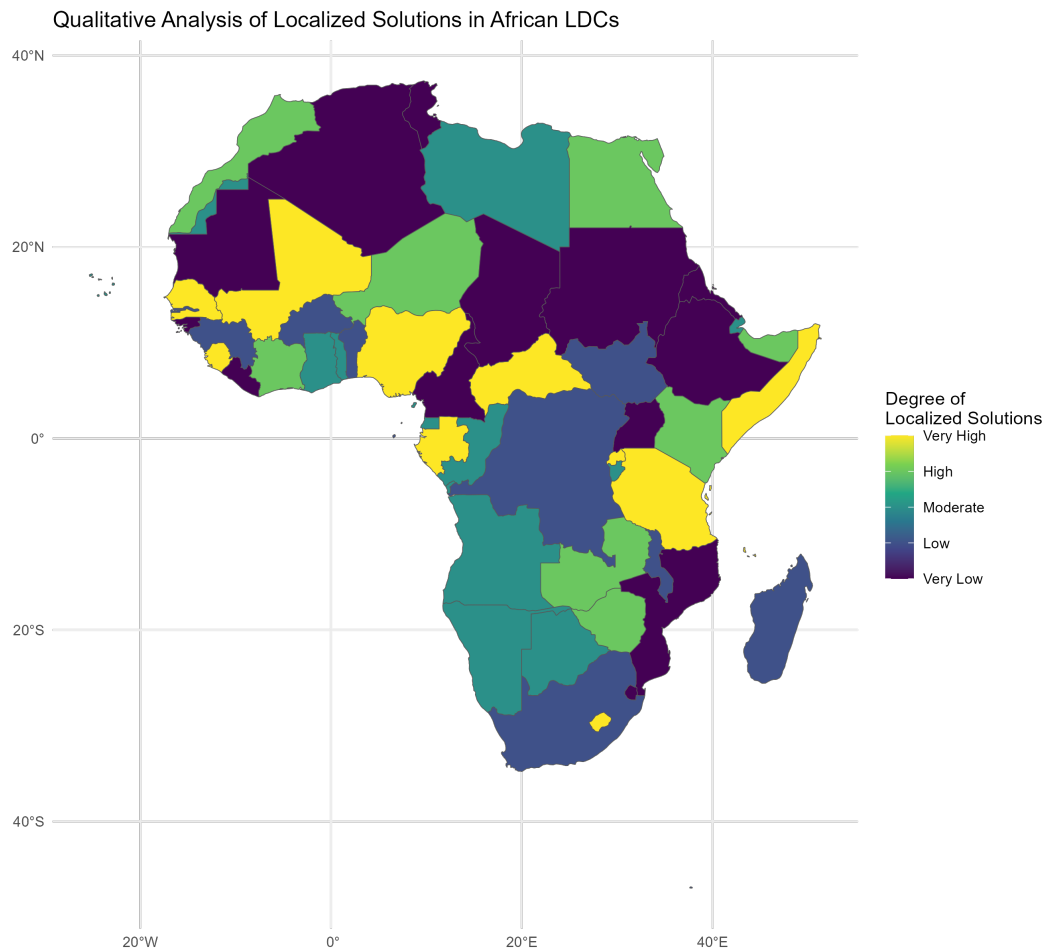 Qualitative Analysis of Localized Solutions in African LDCs
40°N
20°N
0°
20°S
40°S
20°W
0°
20°E
40°E
Degree of
Localized Solutions
Very High
High
Moderate
Low
Very Low